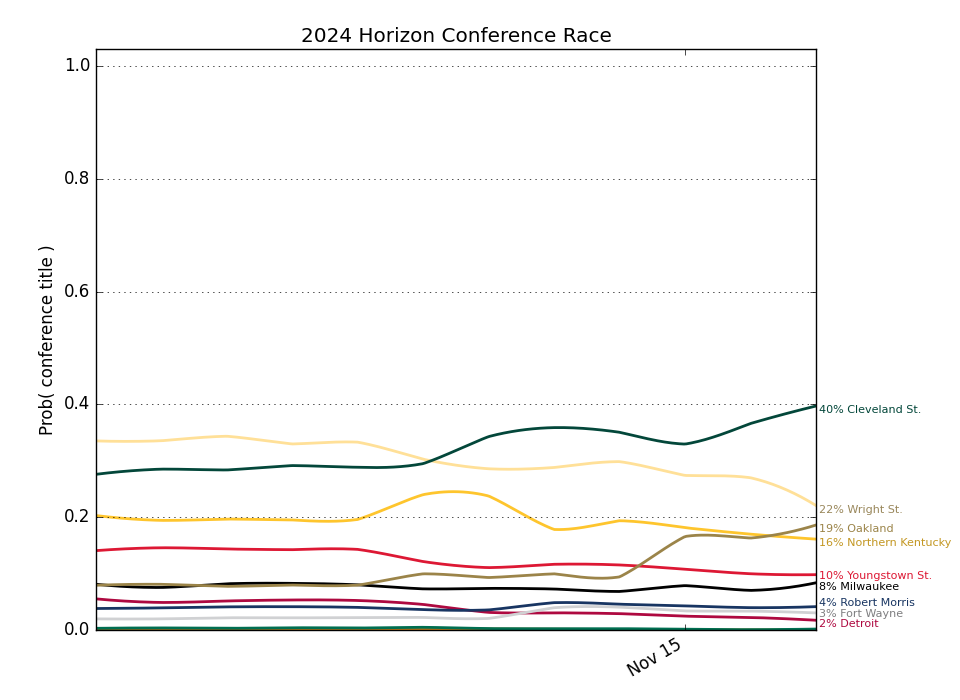 2024 Horizon Conference Race
Prob( conference title )
1.0
0.8
0.6
0.4
0.2
0.0
40% Cleveland St.
22% Wright St.
19% Oakland
16% Northern Kentucky
10% Youngstown St.
8% Milwaukee
4% Robert Morris
3% Fort Wayne
2% Detroit
Nov 15